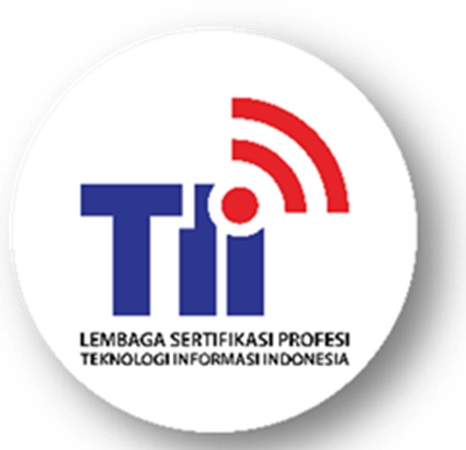 TII
LEMBAGA SERTIFIKASI PROFESI
TEKNOLOGI INFORMASI INDONESIA